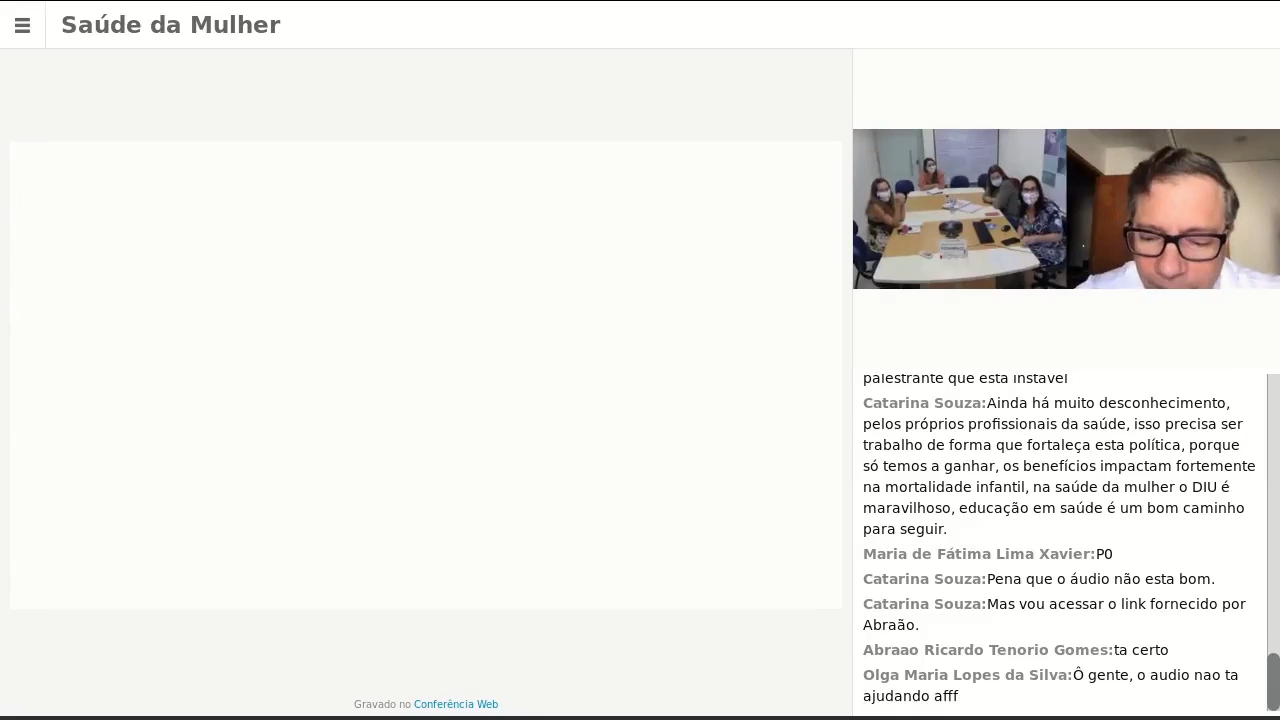 Saúde da Mulher
palestrante que está instável
Catarina Souza:Ainda há muito desconhecimento,
pelos próprios profissionais da saúde, isso precisa ser
trabalho de forma que fortaleça esta política, porque
só temos a ganhar, os benefícios impactam fortemente
na mortalidade infantil, na saúde da mulher o DIU é
maravilhoso, educação em saúde é um bom caminho
para seguir.
Maria de Fátima Lima Xavier:P0
Catarina Souza:Pena que o áudio não esta bom.
Catarina Souza:Mas vou acessar o link fornecido por
Abraão.
Abraao Ricardo Tenorio Gomes:ta certo
Olga Maria Lopes da Silva:Ô gente, o audio nao ta
ajudando afff
Gravado no Conferência Web